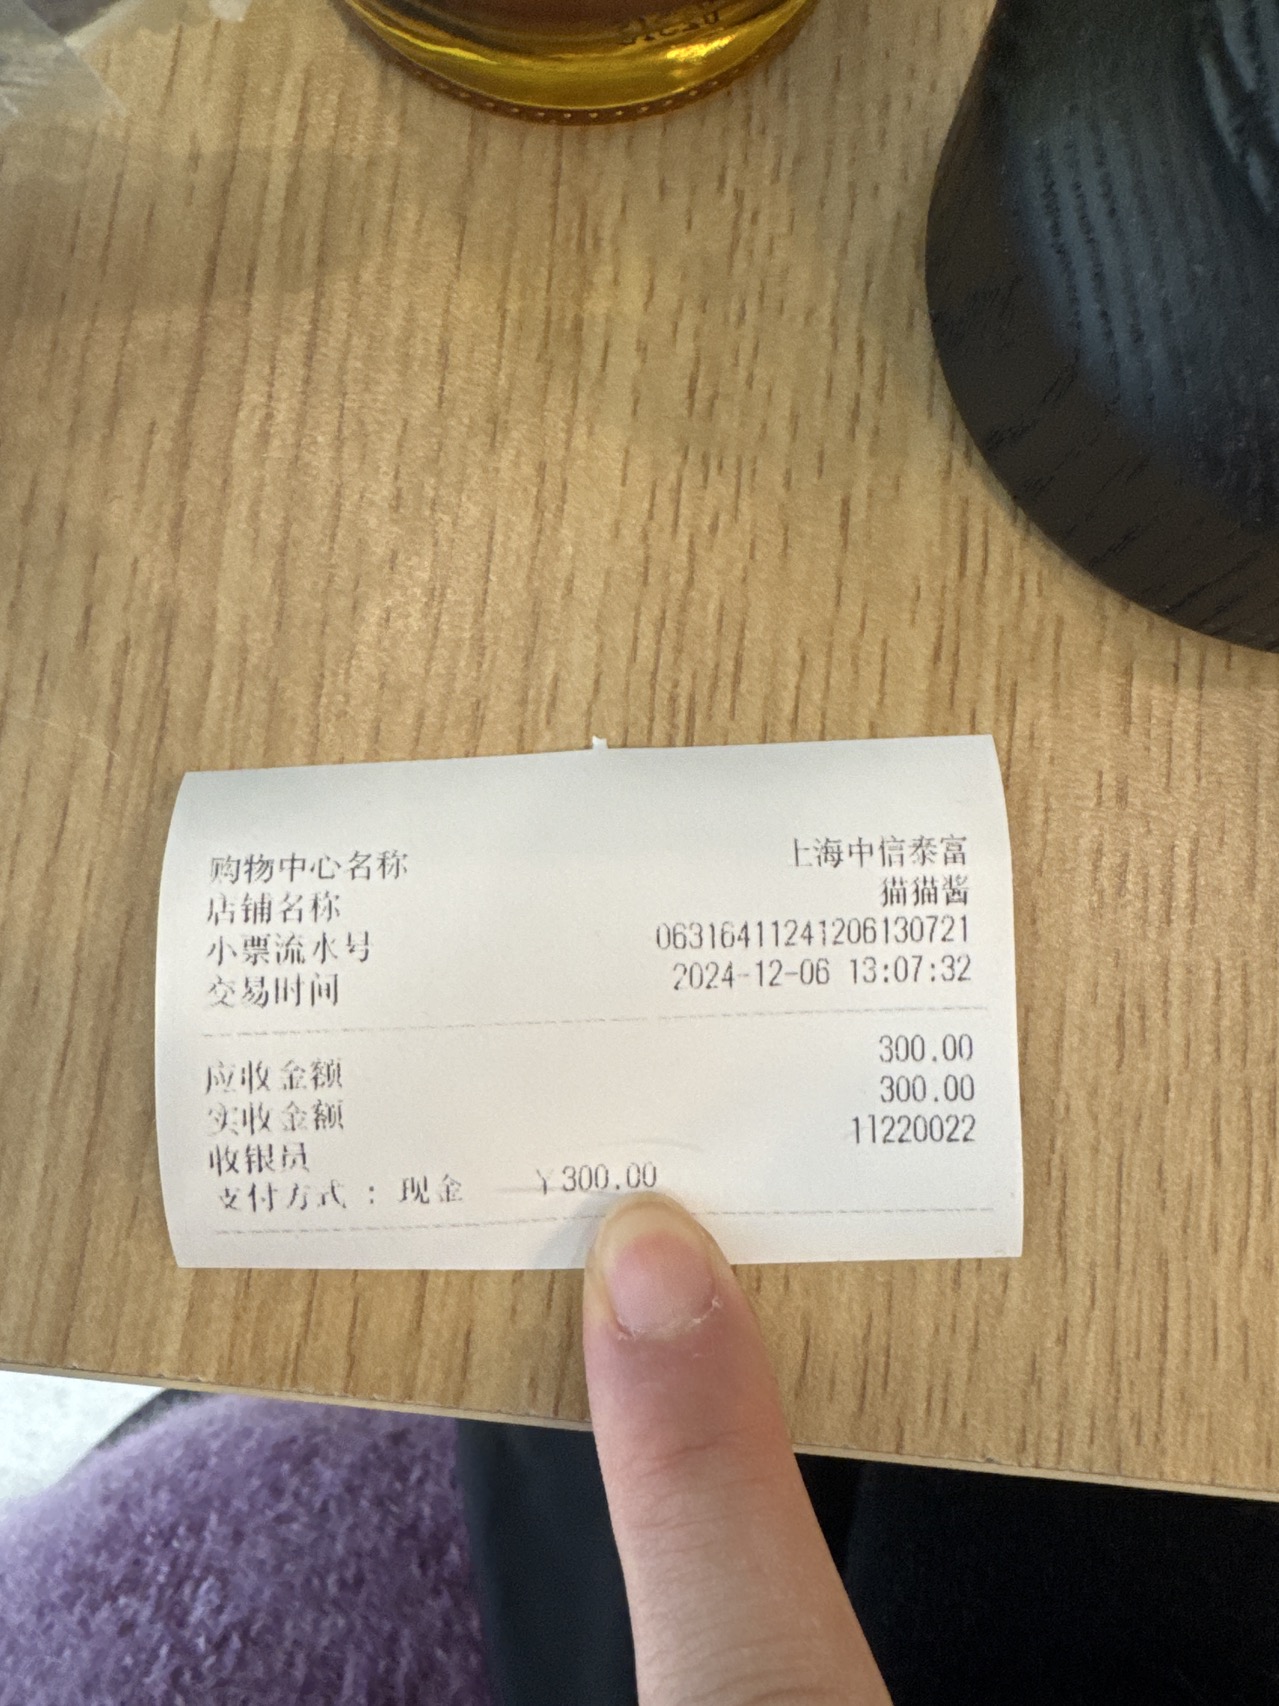 购物中心名称 上海中信泰富
店铺名称 猫猫酱
小票流水号 06316411241206130721
交易时间 2024-12-06 13:07:32
应收金额 300.00
实收金额 300.00
收银员 11220022
支付方式 : 现金 ￥300.00